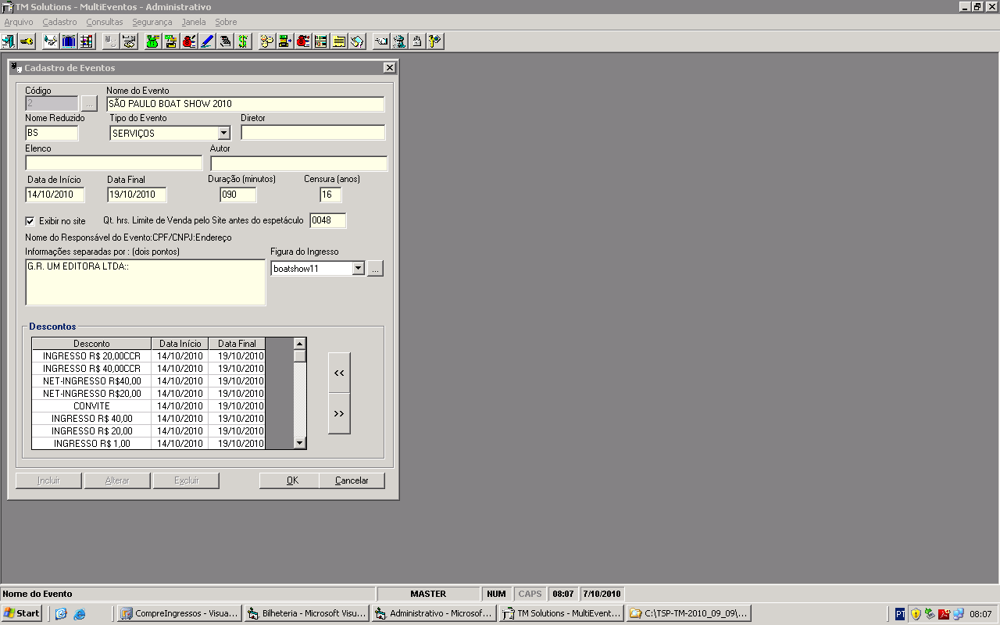 TM Solutions - MultiEventos - Administrativo
Arquivo Cadastro Consultas Segurança Janela Sobre
Cadastro de Eventos
Código Nome do Evento
2 ... SÃO PAULO BOAT SHOW 2010
Nome Reduzido Tipo do Evento Diretor
BS SERVIÇOS
Elenco Autor
Data de Início Data Final Duração (minutos) Censura (anos)
14/10/2010 19/10/2010 090 16
Exibir no site Qt. hrs. Limite de Venda pelo Site antes do espetáculo 0048
Nome do Responsável do Evento:CPF/CNPJ:Endereço
Informações separadas por : (dois pontos) Figura do Ingresso
G.R. UM EDITORA LTDA:: boatshow11 ...
Descontos
Desconto Data Início Data Final
INGRESSO R$ 20,00CCR 14/10/2010 19/10/2010
INGRESSO R$ 40,00CCR 14/10/2010 19/10/2010
NET-INGRESSO R$40,00 14/10/2010 19/10/2010
NET-INGRESSO R$20,00 14/10/2010 19/10/2010
CONVITE 14/10/2010 19/10/2010
INGRESSO R$ 40,00 14/10/2010 19/10/2010
INGRESSO R$ 20,00 14/10/2010 19/10/2010
INGRESSO R$ 1,00 14/10/2010 19/10/2010
<<
>>
Incluir Alterar Excluir OK Cancelar
Nome do Evento MASTER NUM CAPS 08:07 7/10/2010
Start CompreIngressos - Visua... Bilheteria - Microsoft Visu... Administrativo - Microsof... TM Solutions - MultiEvent... C:\TSP-TM-2010_09_09\... PT 08:07